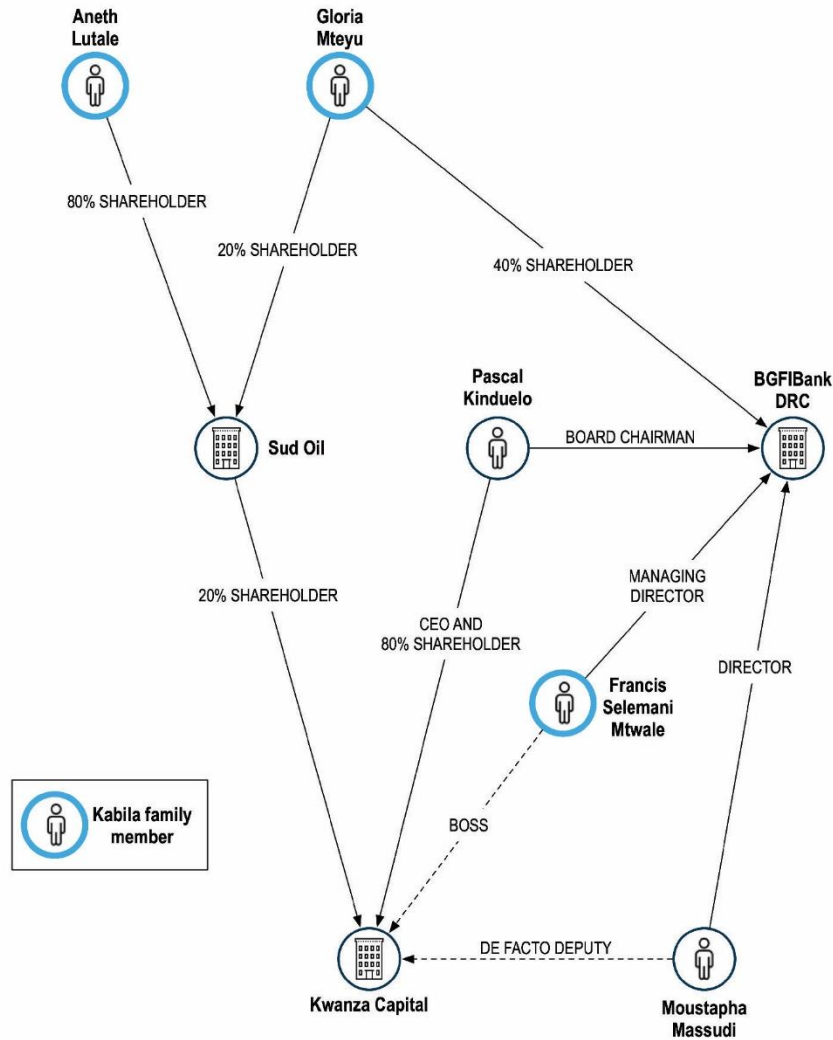 Aneth
Lutale
Gloria
Mteyu
80% SHAREHOLDER
20% SHAREHOLDER
40% SHAREHOLDER
Pascal
Kinduelo
BGFIBank
DRC
Sud Oil
BOARD CHAIRMAN
20% SHAREHOLDER
CEO AND
80% SHAREHOLDER
MANAGING
DIRECTOR
DIRECTOR
Francis
Selemani
Mtwale
Kabila family
member
BOSS
DE FACTO DEPUTY
Kwanza Capital
Moustapha
Massudi